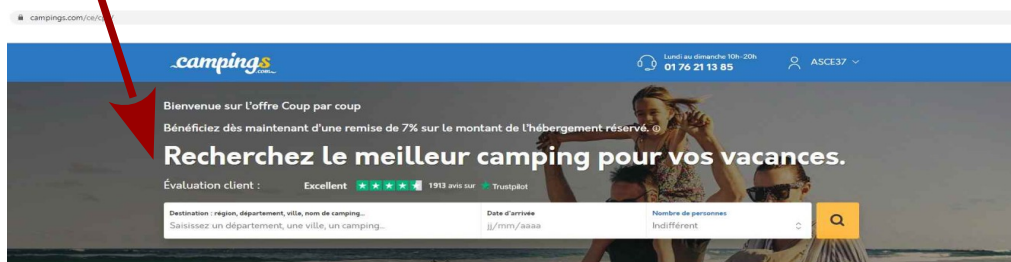 campings.com/ce/c
campings
.com
Lundi au dimanche 10h-20h
01 76 21 13 85
ASCE37
Bienvenue sur l'offre Coup par coup
Bénéficiez dès maintenant d'une remise de 7% sur le montant de l'hébergement réservé.
Recherchez le meilleur camping pour vos vacances.
Évaluation client : Excellent 1913 avis sur Trustpilot
Destination : région, département, ville, nom de camping...
Saisissez un département, une ville, un camping...
Date d'arrivée
jj/mm/aaaa
Nombre de personnes
Indifférent